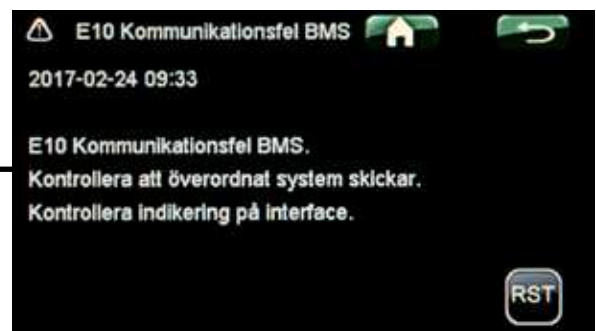 E10 Kommunikationsfel BMS
2017-02-24 09:33
E10 Kommunikationsfel BMS.
Kontrollera att överordnat system skickar.
Kontrollera indikering på interface.
RST